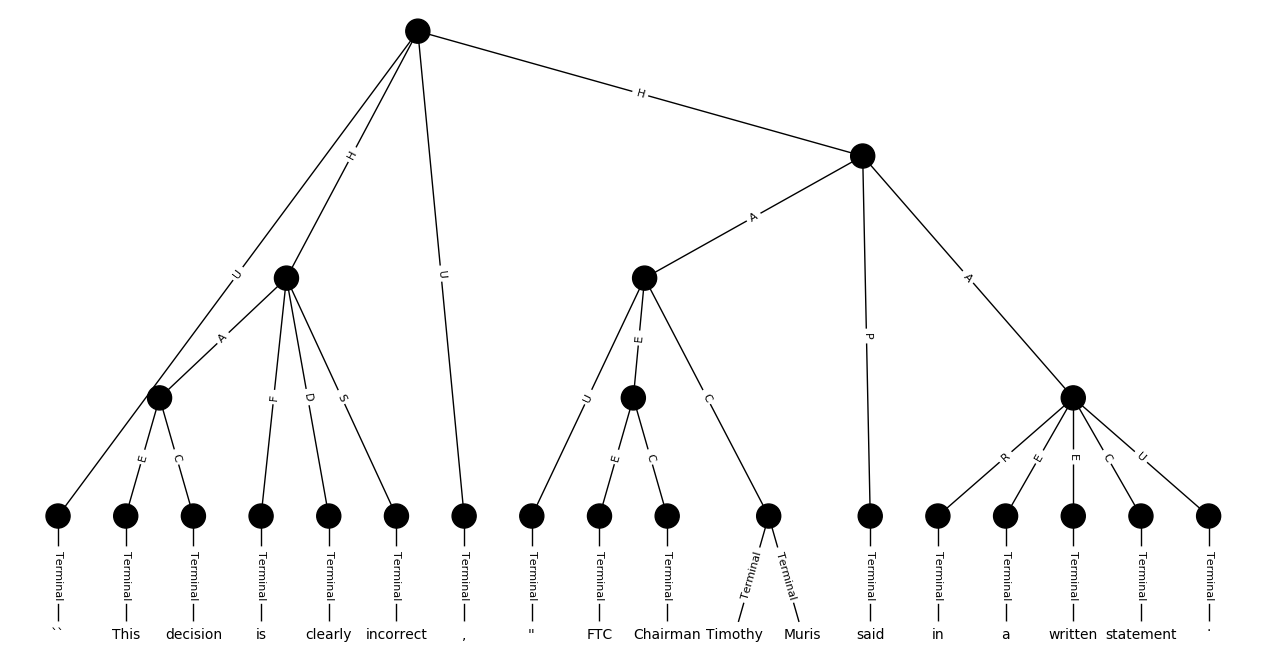 H
H
A
U
U
A
A
P
E
F
D
S
U
C
E
C
E
C
R
E
E
C
U
Terminal Terminal Terminal Terminal Terminal Terminal Terminal Terminal Terminal Terminal Terminal Terminal Terminal Terminal Terminal Terminal Terminal Terminal
`` This decision is clearly incorrect , " FTC Chairman Timothy Muris said in a written statement .